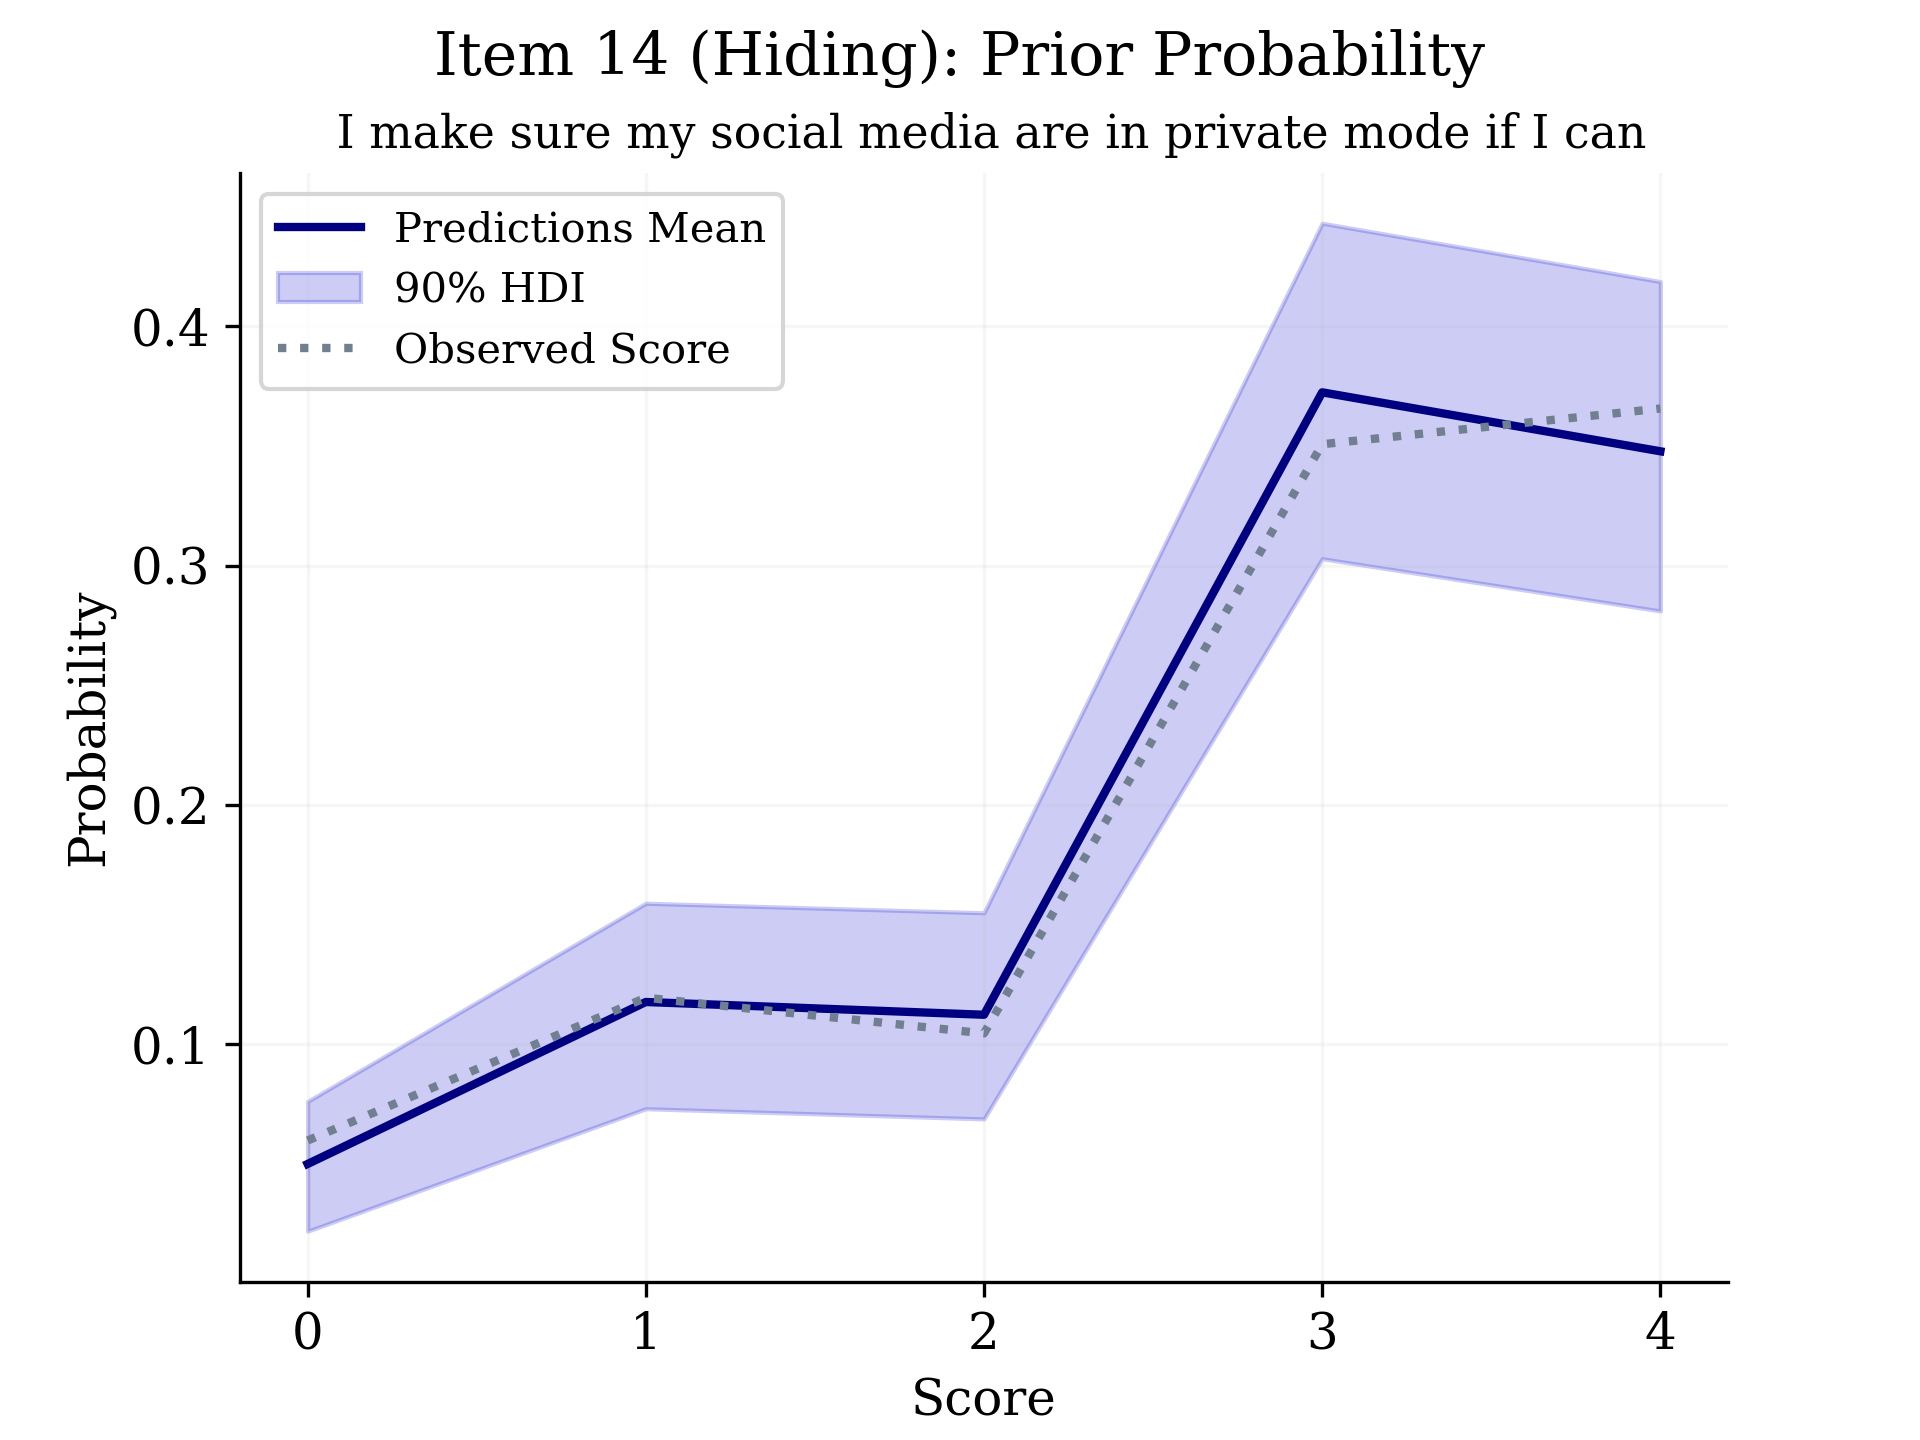 Item 14 (Hiding): Prior Probability
I make sure my social media are in private mode if I can
Predictions Mean
90% HDI
Observed Score
0.4
0.3
0.2
0.1
Probability
0 1 2 3 4
Score